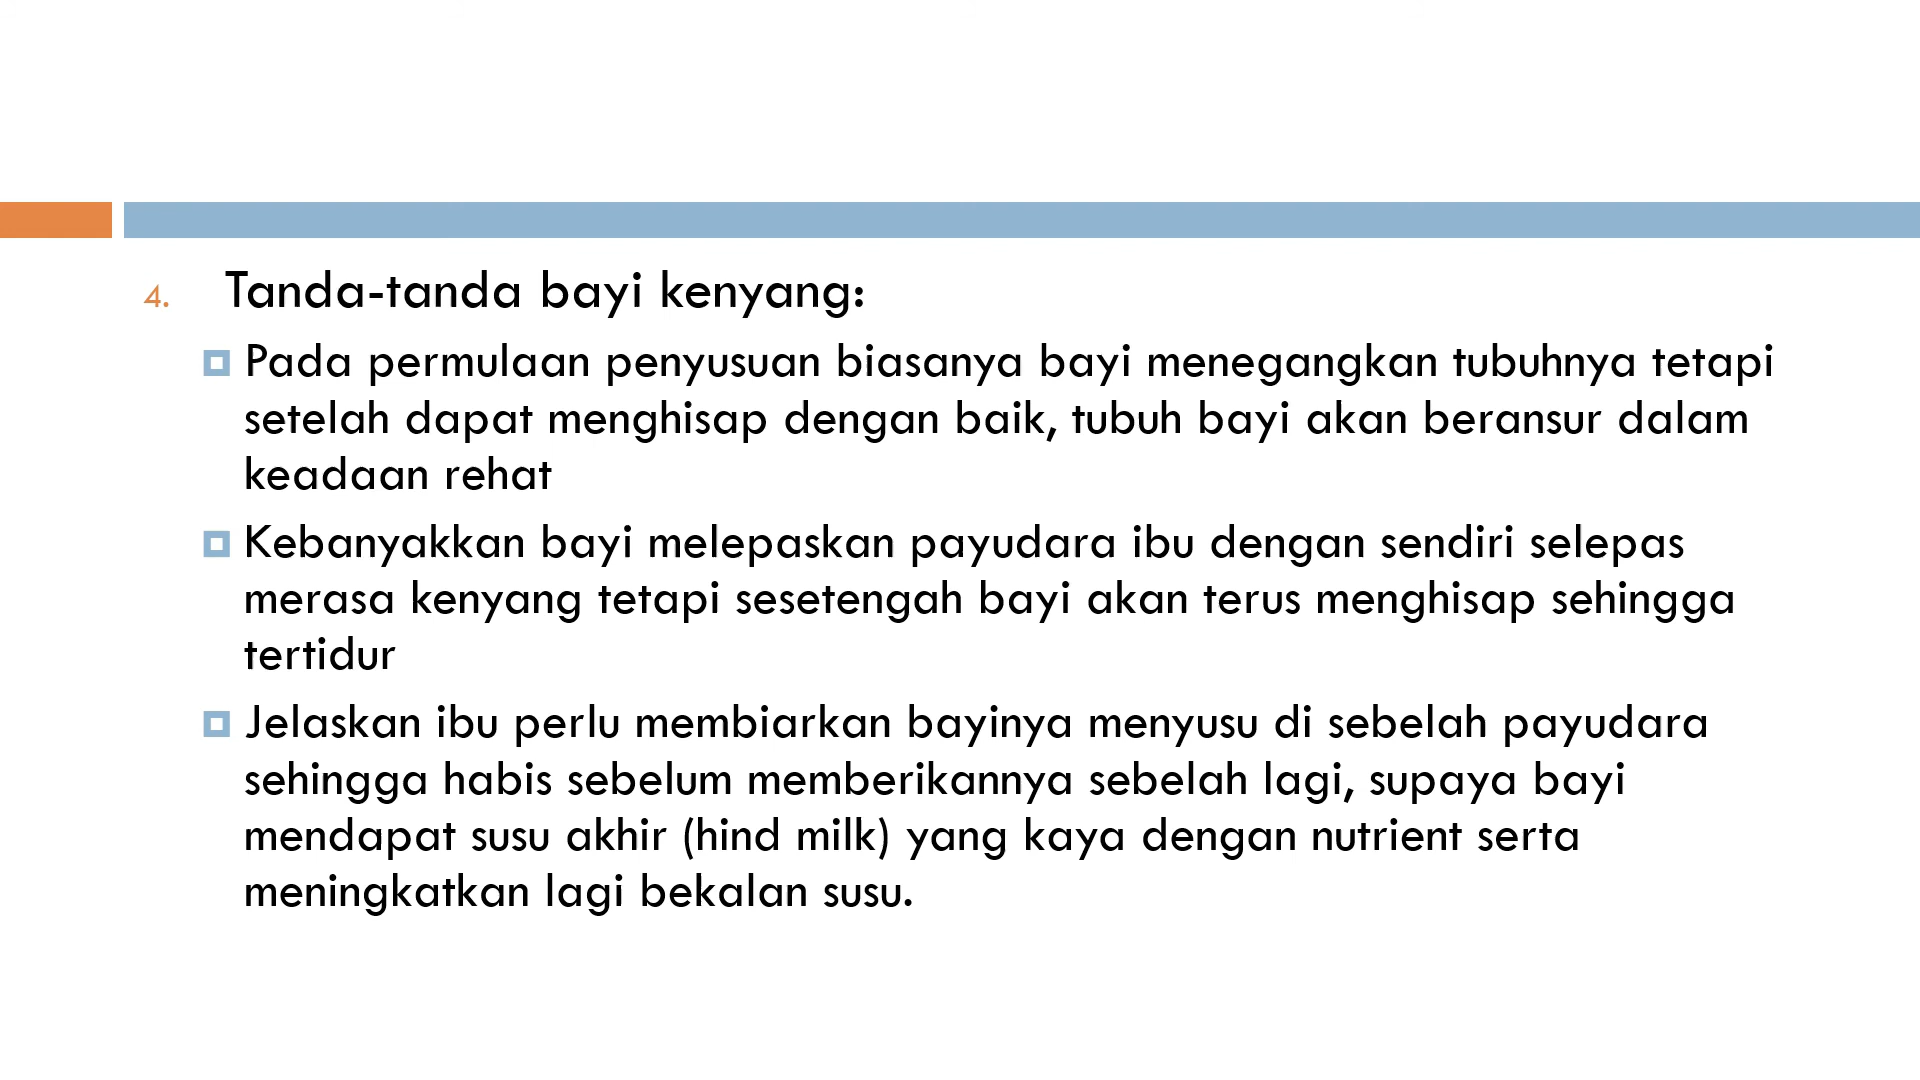 4. Tanda-tanda bayi kenyang:
Pada permulaan penyusuan biasanya bayi menegangkan tubuhnya tetapi
setelah dapat menghisap dengan baik, tubuh bayi akan beransur dalam
keadaan rehat
Kebanyakkan bayi melepaskan payudara ibu dengan sendiri selepas
merasa kenyang tetapi sesetengah bayi akan terus menghisap sehingga
tertidur
Jelaskan ibu perlu membiarkan bayinya menyusu di sebelah payudara
sehingga habis sebelum memberikannya sebelah lagi, supaya bayi
mendapat susu akhir (hind milk) yang kaya dengan nutrient serta
meningkatkan lagi bekalan susu.